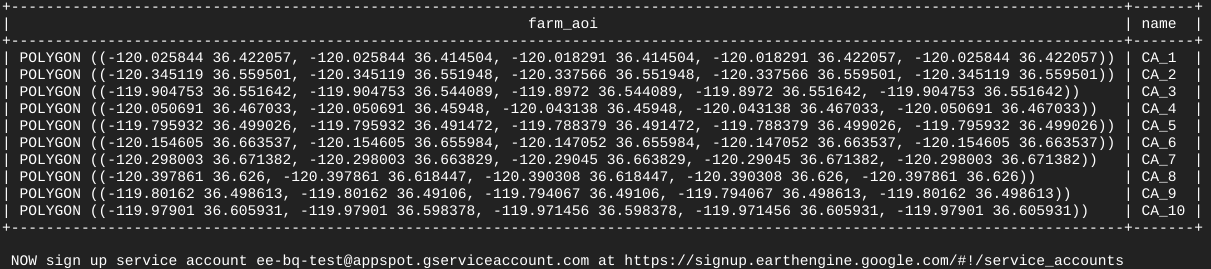 +-----------------------------------------------------------------------------------------------------------------------------+-------+
| farm_aoi | name |
+-----------------------------------------------------------------------------------------------------------------------------+-------+
| POLYGON ((-120.025844 36.422057, -120.025844 36.414504, -120.018291 36.414504, -120.018291 36.422057, -120.025844 36.422057)) | CA_1 |
| POLYGON ((-120.345119 36.559501, -120.345119 36.551948, -120.337566 36.551948, -120.337566 36.559501, -120.345119 36.559501)) | CA_2 |
| POLYGON ((-119.904753 36.551642, -119.904753 36.544089, -119.8972 36.544089, -119.8972 36.551642, -119.904753 36.551642)) | CA_3 |
| POLYGON ((-120.050691 36.467033, -120.050691 36.45948, -120.043138 36.45948, -120.043138 36.467033, -120.050691 36.467033)) | CA_4 |
| POLYGON ((-119.795932 36.499026, -119.795932 36.491472, -119.788379 36.491472, -119.788379 36.499026, -119.795932 36.499026)) | CA_5 |
| POLYGON ((-120.154605 36.663537, -120.154605 36.655984, -120.147052 36.655984, -120.147052 36.663537, -120.154605 36.663537)) | CA_6 |
| POLYGON ((-120.298003 36.671382, -120.298003 36.663829, -120.29045 36.663829, -120.29045 36.671382, -120.298003 36.671382)) | CA_7 |
| POLYGON ((-120.397861 36.626, -120.397861 36.618447, -120.390308 36.618447, -120.390308 36.626, -120.397861 36.626)) | CA_8 |
| POLYGON ((-119.80162 36.498613, -119.80162 36.49106, -119.794067 36.49106, -119.794067 36.498613, -119.80162 36.498613)) | CA_9 |
| POLYGON ((-119.97901 36.605931, -119.97901 36.598378, -119.971456 36.598378, -119.971456 36.605931, -119.97901 36.605931)) | CA_10 |
+-----------------------------------------------------------------------------------------------------------------------------+-------+
NOW sign up service account ee-bq-test@appspot.gserviceaccount.com at https://signup.earthengine.google.com/#!/service_accounts